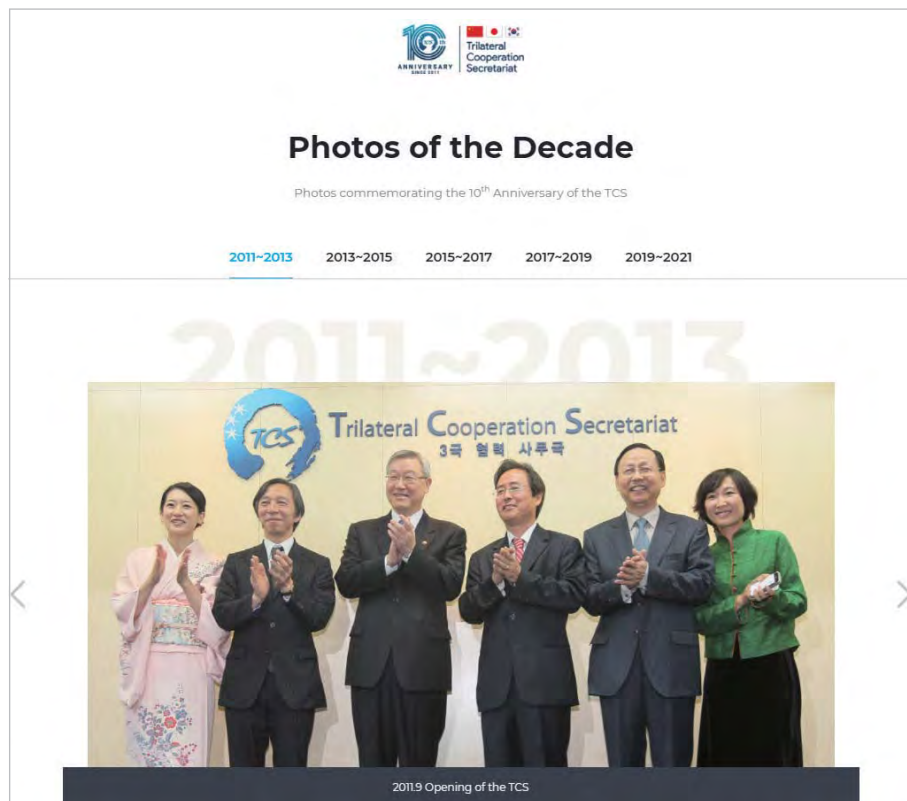 10th
ANNIVERSARY
SINCE 2011
Trilateral
Cooperation
Secretariat
Photos of the Decade
Photos commemorating the 10th Anniversary of the TCS
2011~2013 2013~2015 2015~2017 2017~2019 2019~2021
2011~2013
TCS
Trilateral Cooperation Secretariat
3국 협력 사무국
2011.9 Opening of the TCS